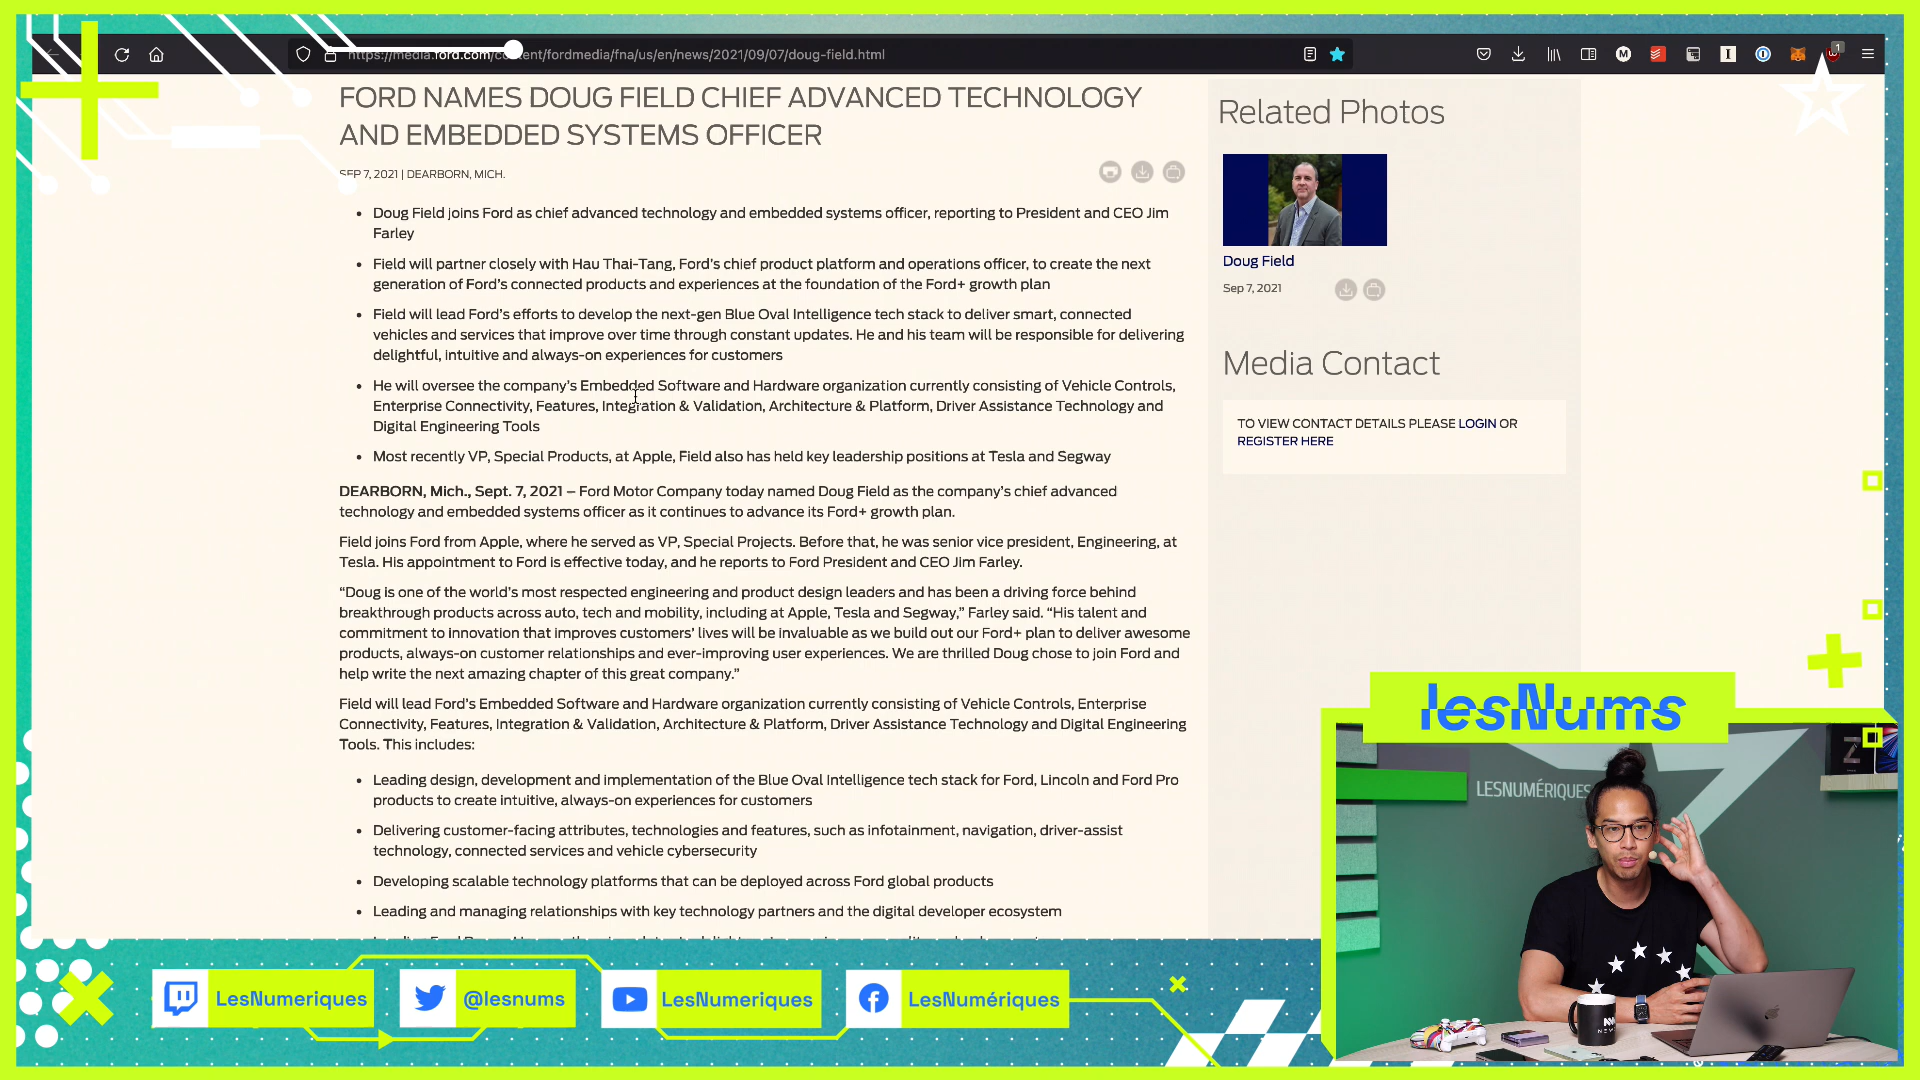 https://media.ford.com/content/fordmedia/fna/us/en/news/2021/09/07/doug-field.html
1
FORD NAMES DOUG FIELD CHIEF ADVANCED TECHNOLOGY
AND EMBEDDED SYSTEMS OFFICER
SEP 7, 2021 | DEARBORN, MICH.
Doug Field joins Ford as chief advanced technology and embedded systems officer, reporting to President and CEO Jim
Farley
Field will partner closely with Hau Thai-Tang, Ford's chief product platform and operations officer, to create the next
generation of Ford's connected products and experiences at the foundation of the Ford+ growth plan
Field will lead Ford's efforts to develop the next-gen Blue Oval Intelligence tech stack to deliver smart, connected
vehicles and services that improve over time through constant updates. He and his team will be responsible for delivering
delightful, intuitive and always-on experiences for customers
He will oversee the company's Embedded Software and Hardware organization currently consisting of Vehicle Controls,
Enterprise Connectivity, Features, Integration & Validation, Architecture & Platform, Driver Assistance Technology and
Digital Engineering Tools
Most recently VP, Special Products, at Apple, Field also has held key leadership positions at Tesla and Segway
DEARBORN, Mich., Sept. 7, 2021 – Ford Motor Company today named Doug Field as the company's chief advanced
technology and embedded systems officer as it continues to advance its Ford+ growth plan.
Field joins Ford from Apple, where he served as VP, Special Projects. Before that, he was senior vice president, Engineering, at
Tesla. His appointment to Ford is effective today, and he reports to Ford President and CEO Jim Farley.
“Doug is one of the world's most respected engineering and product design leaders and has been a driving force behind
breakthrough products across auto, tech and mobility, including at Apple, Tesla and Segway,” Farley said. “His talent and
commitment to innovation that improves customers' lives will be invaluable as we build out our Ford+ plan to deliver awesome
products, always-on customer relationships and ever-improving user experiences. We are thrilled Doug chose to join Ford and
help write the next amazing chapter of this great company.”
Field will lead Ford's Embedded Software and Hardware organization currently consisting of Vehicle Controls, Enterprise
Connectivity, Features, Integration & Validation, Architecture & Platform, Driver Assistance Technology and Digital Engineering
Tools. This includes:
Leading design, development and implementation of the Blue Oval Intelligence tech stack for Ford, Lincoln and Ford Pro
products to create intuitive, always-on experiences for customers
Delivering customer-facing attributes, technologies and features, such as infotainment, navigation, driver-assist
technology, connected services and vehicle cybersecurity
Developing scalable technology platforms that can be deployed across Ford global products
Leading and managing relationships with key technology partners and the digital developer ecosystem
Related Photos
Doug Field
Sep 7, 2021
Media Contact
TO VIEW CONTACT DETAILS PLEASE LOGIN OR
REGISTER HERE
lesNums
LESNUMÉRIQUES
LesNumeriques
@lesnums
LesNumeriques
LesNumériques